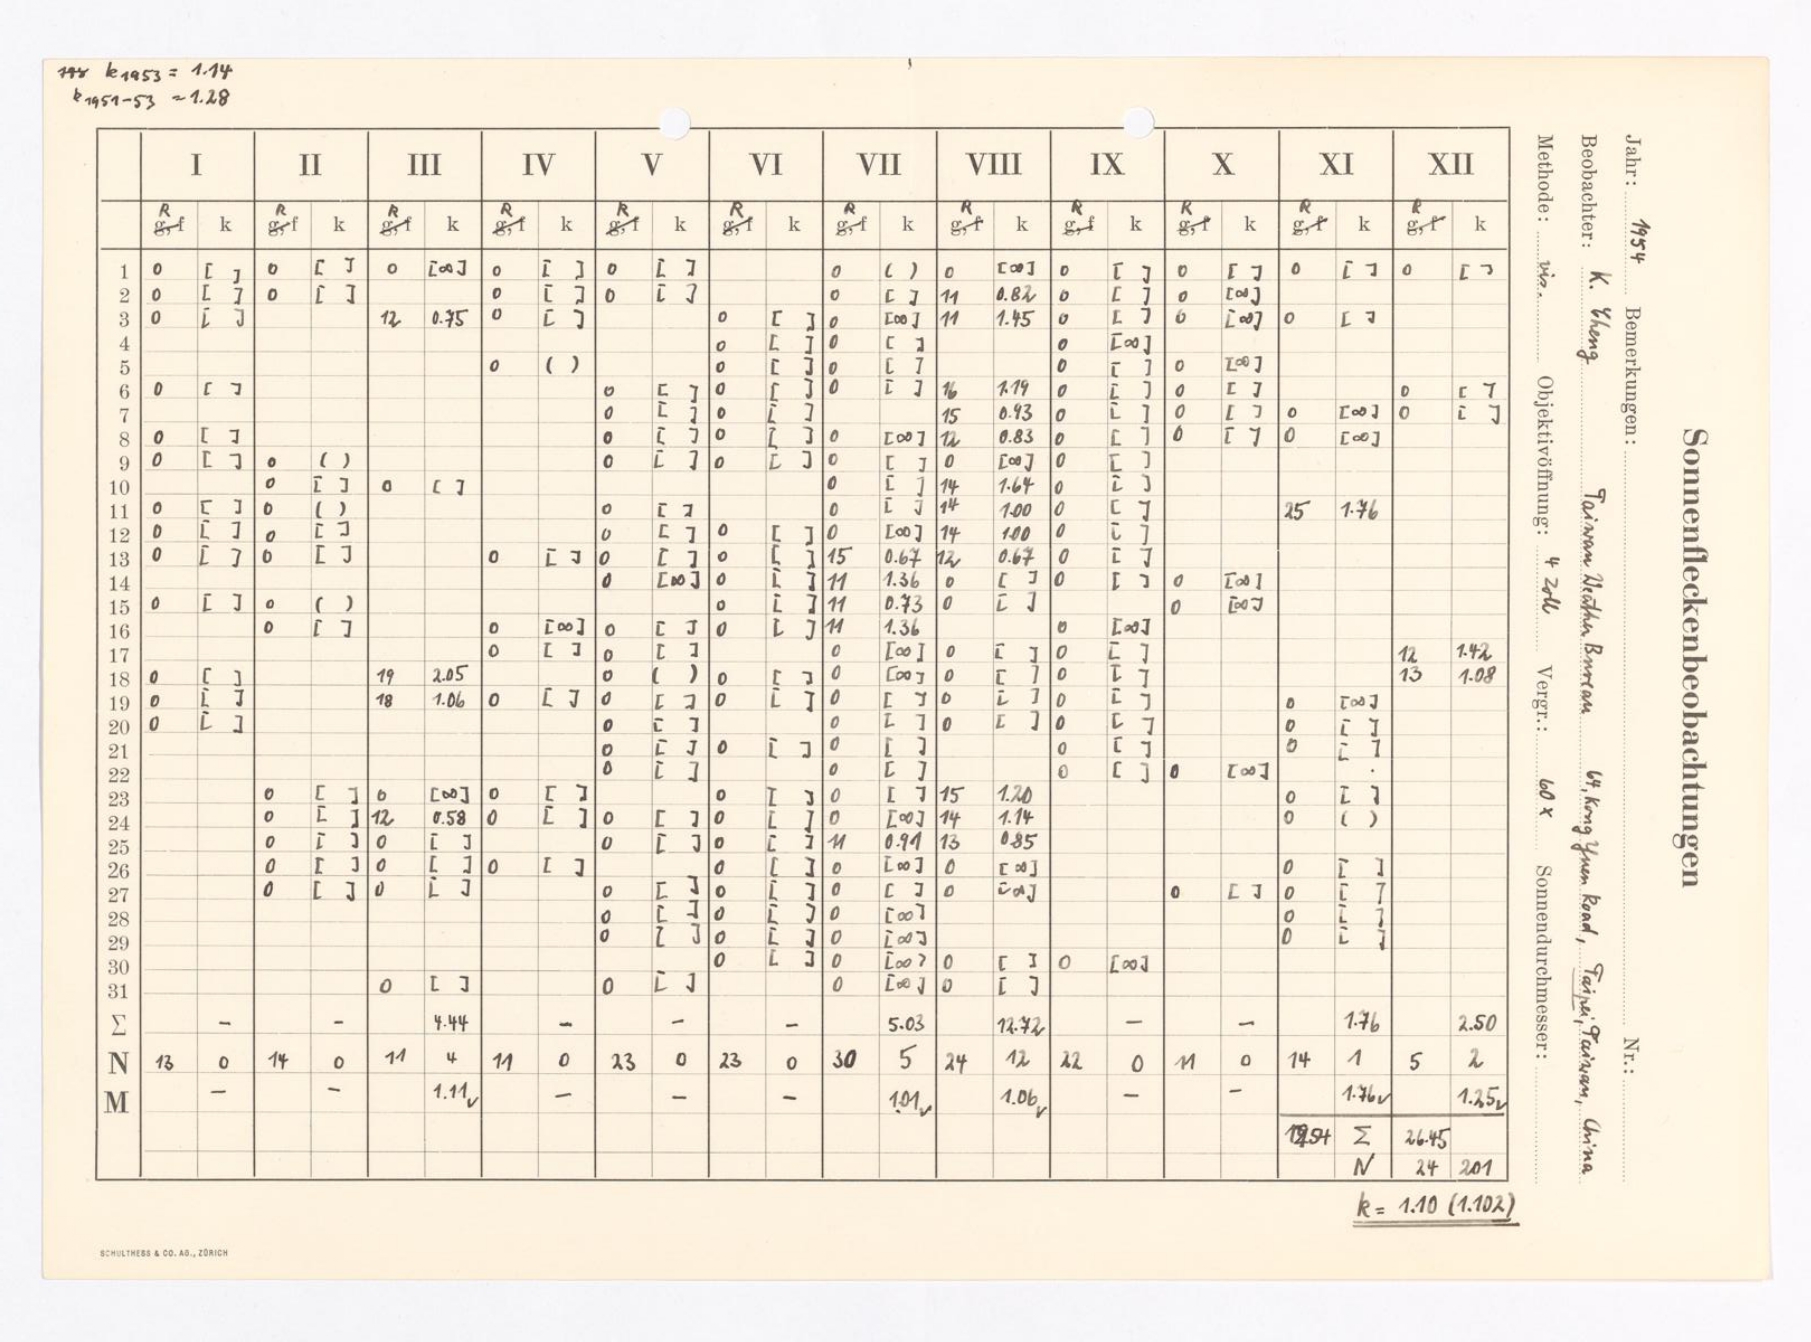 k1953 = 1.14
k1951-53 = 1.28
I II III IV V VI VII VIII IX X XI XII
R R R R R R R R R R R R
g,f k g,f k g,f k g,f k g,f k g,f k g,f k g,f k g,f k g,f k g,f k g,f k
1 0 [ ] 0 [ ] 0 [∞] 0 [ ] 0 [ ] 0 ( ) 0 [∞] 0 [ ] 0 [ ] 0 [ ] 0 [ ]
2 0 [ ] 0 [ ] 0 [ ] 0 [ ] 0 [ ] 11 0.82 0 [ ] 0 [∞]
3 0 [ ] 12 0.75 0 [ ] 0 [ ] 0 [∞] 11 1.45 0 [ ] 0 [∞] 0 [ ]
4 0 [ ] 0 [ ] 0 [∞]
5 0 ( ) 0 [ ] 0 [ ] 0 [ ] 0 [∞]
6 0 [ ] 0 [ ] 0 [ ] 0 [ ] 16 1.19 0 [ ] 0 [ ] 0 [ ]
7 0 [ ] 0 [ ] 15 0.93 0 [ ] 0 [ ] 0 [∞] 0 [ ]
8 0 [ ] 0 [ ] 0 [ ] 0 [∞] 12 0.83 0 [ ] 0 [ ] 0 [∞]
9 0 [ ] 0 ( ) 0 [ ] 0 [ ] 0 [ ] 0 [∞] 0 [ ]
10 0 [ ] 0 [ ] 0 [ ] 14 1.64 0 [ ]
11 0 [ ] 0 ( ) 0 [ ] 0 [ ] 14 1.00 0 [ ] 25 1.76
12 0 [ ] 0 [ ] 0 [ ] 0 [ ] 0 [∞] 14 1.00 0 [ ]
13 0 [ ] 0 [ ] 0 [ ] 0 [ ] 0 [ ] 15 0.67 12 0.67 0 [ ]
14 0 [∞] 0 [ ] 11 1.36 0 [ ] 0 [ ] 0 [∞]
15 0 [ ] 0 ( ) 0 [ ] 11 0.73 0 [ ] 0 [∞]
16 0 [ ] 0 [∞] 0 [ ] 0 [ ] 11 1.36 0 [∞]
17 0 [ ] 0 [ ] 0 [∞] 0 [ ] 0 [ ] 12 1.42
18 0 [ ] 19 2.05 0 ( ) 0 [ ] 0 [∞] 0 [ ] 0 [ ] 13 1.08
19 0 [ ] 18 1.06 0 [ ] 0 [ ] 0 [ ] 0 [ ] 0 [ ] 0 [ ] 0 [∞]
20 0 [ ] 0 [ ] 0 [ ] 0 [ ] 0 [ ] 0 [ ]
21 0 [ ] 0 [ ] 0 [ ] 0 [ ] 0 [ ]
22 0 [ ] 0 [ ] 0 [ ] 0 [∞]
23 0 [ ] 0 [∞] 0 [ ] 0 [ ] 0 [ ] 15 1.20 0 [ ]
24 0 [ ] 12 0.58 0 [ ] 0 [ ] 0 [ ] 0 [∞] 14 1.14 0 ( )
25 0 [ ] 0 [ ] 0 [ ] 0 [ ] 11 0.91 13 0.85
26 0 [ ] 0 [ ] 0 [ ] 0 [ ] 0 [∞] 0 [∞] 0 [ ]
27 0 [ ] 0 [ ] 0 [ ] 0 [ ] 0 [ ] 0 [∞] 0 [ ] 0 [ ]
28 0 [ ] 0 [ ] 0 [∞] 0 [ ]
29 0 [ ] 0 [ ] 0 [∞] 0 [ ]
30 0 [ ] 0 [∞] 0 [ ] 0 [∞]
31 0 [ ] 0 [ ] 0 [∞] 0 [ ]
Σ – – 4.44 – – – 5.03 12.72 – – 1.76 2.50
N 13 0 14 0 11 4 11 0 23 0 23 0 30 5 24 12 22 0 11 0 14 1 5 2
M – – 1.11 – – – 1.01 1.06 – – 1.76 1.25
1954 Σ 26.45
N 24 201
k = 1.10 (1.102)
SCHULTHESS & CO. AG., ZÜRICH
Sonnenfleckenbeobachtungen
Jahr: 1954 Bemerkungen: Nr.:
Beobachter: K. Cheng Taiwan Weather Bureau 64, Kong Yuen Road, Taipei, Taiwan, China
Methode: vis. Objektivöffnung: 4 Zoll Vergr.: 60 x Sonnendurchmesser: